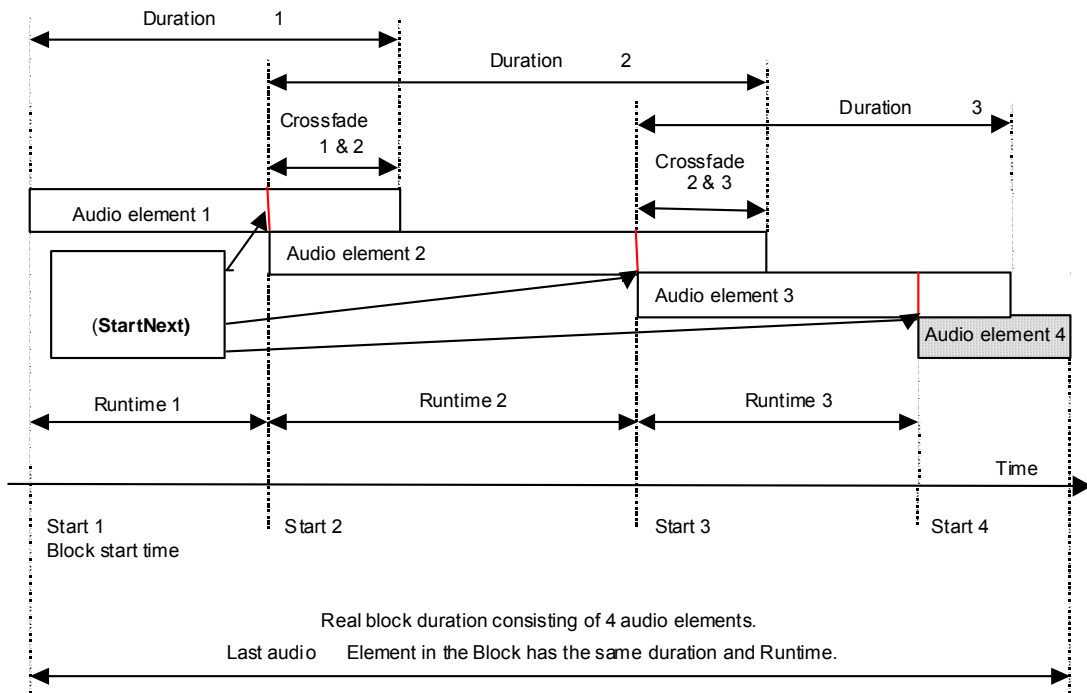 Duration 1
Duration 2
Duration 3
Crossfade
1 & 2
Crossfade
2 & 3
Audio element 1
Audio element 2
Audio element 3
(StartNext)
Audio element 4
Runtime 1
Runtime 2
Runtime 3
Time
Start 1
Block start time
Start 2
Start 3
Start 4
Real block duration consisting of 4 audio elements.
Last audio Element in the Block has the same duration and Runtime.